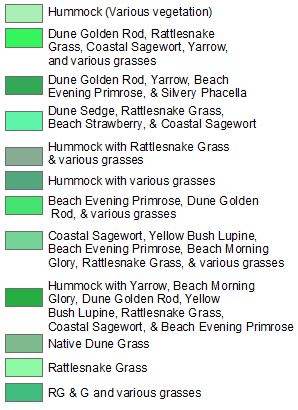 Hummock (Various vegetation)
Dune Golden Rod, Rattlesnake
Grass, Coastal Sagewort, Yarrow,
and various grasses
Dune Golden Rod, Yarrow, Beach
Evening Primrose, & Silvery Phacella
Dune Sedge, Rattlesnake Grass,
Beach Strawberry, & Coastal Sagewort
Hummock with Rattlesnake Grass
& various grasses
Hummock with various grasses
Beach Evening Primrose, Dune Golden
Rod, & various grasses
Coastal Sagewort, Yellow Bush Lupine,
Beach Evening Primrose, Beach Morning
Glory, Rattlesnake Grass, & various grasses
Hummock with Yarrow, Beach Morning
Glory, Dune Golden Rod, Yellow
Bush Lupine, Rattlesnake Grass,
Coastal Sagewort, & Beach Evening Primrose
Native Dune Grass
Rattlesnake Grass
RG & G and various grasses